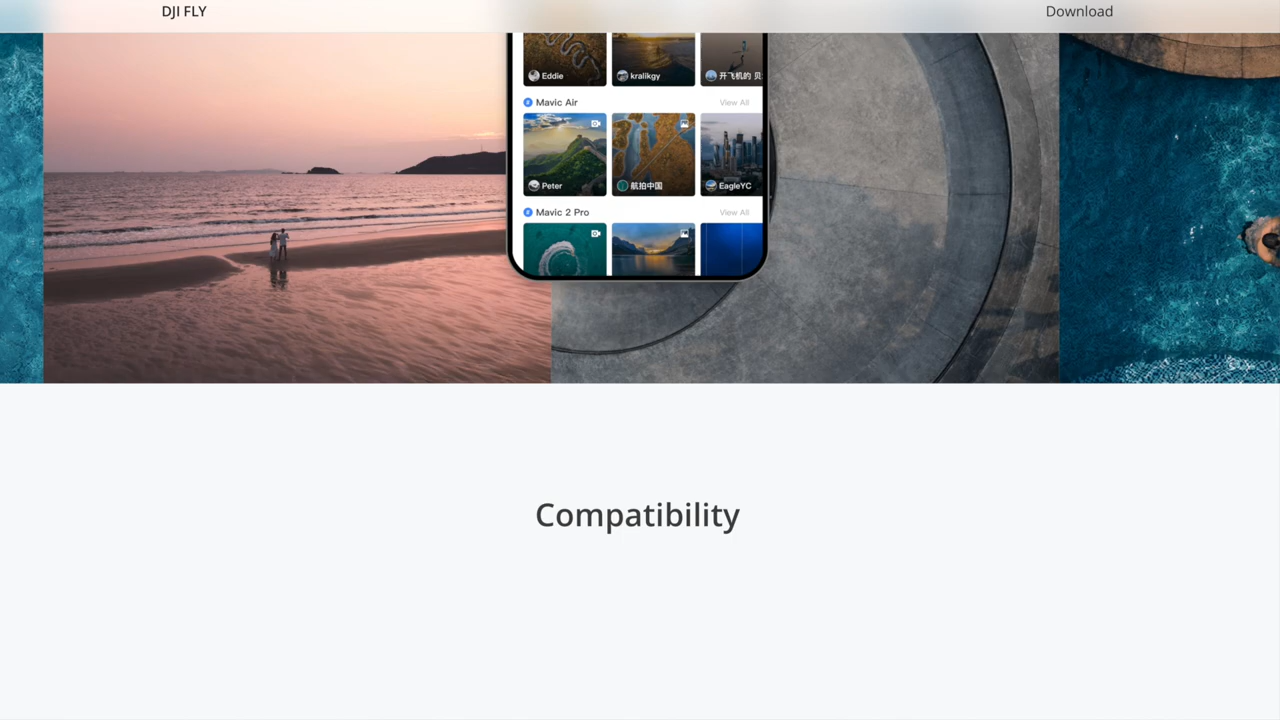 DJI FLY
Download
Eddie
kralikgy
开飞机的 贝
Mavic Air
View All
Peter
航拍中国
EagleYC
Mavic 2 Pro
View All
Compatibility